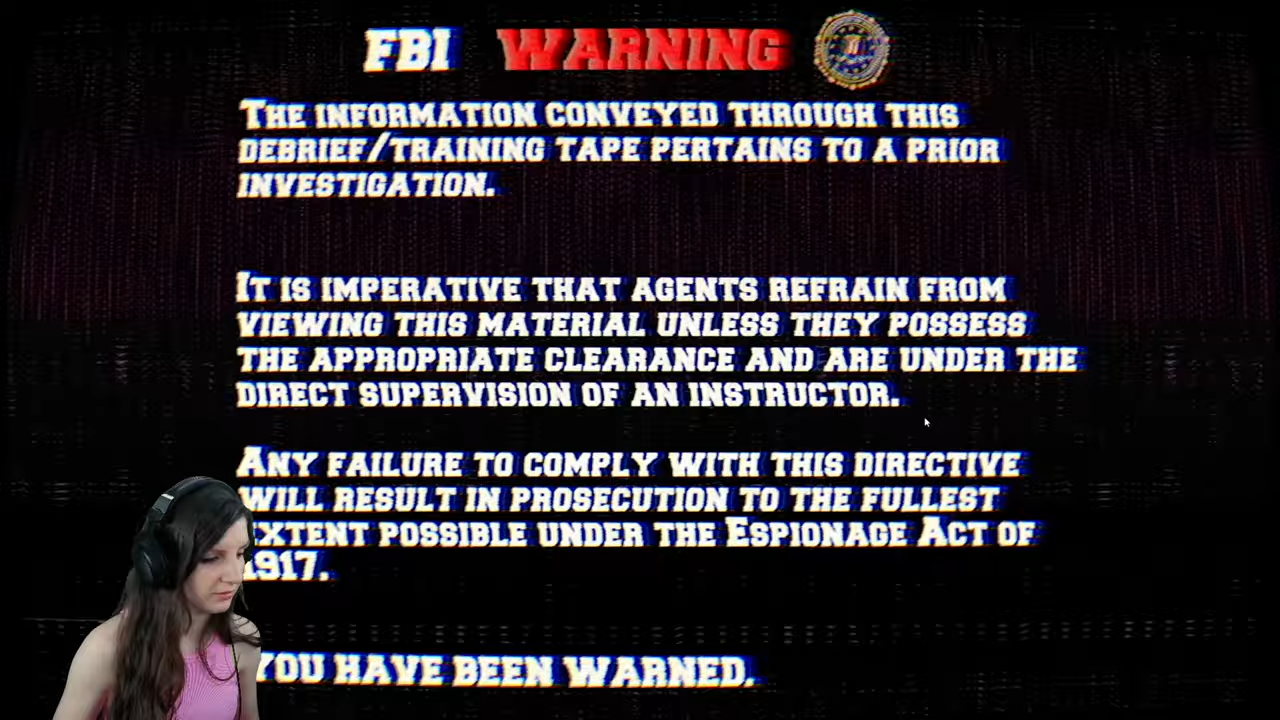 FBI WARNING
The information conveyed through this
debrief/training tape pertains to a prior
investigation.
It is imperative that agents refrain from
viewing this material unless they possess
the appropriate clearance and are under the
direct supervision of an instructor.
Any failure to comply with this directive
will result in prosecution to the fullest
extent possible under the Espionage Act of
1917.
You have been warned.